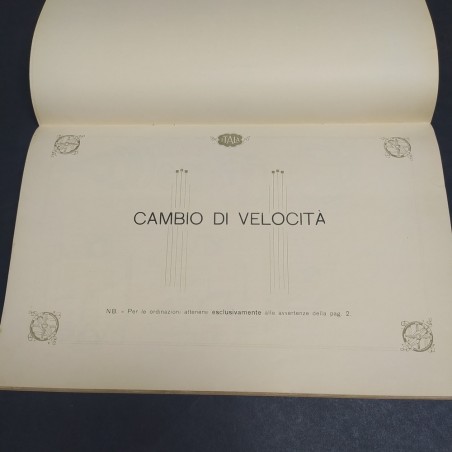 ITALA
CAMBIO DI VELOCITÀ
NB. - Per le ordinazioni attenersi esclusivamente alle avvertenze della pag. 2.